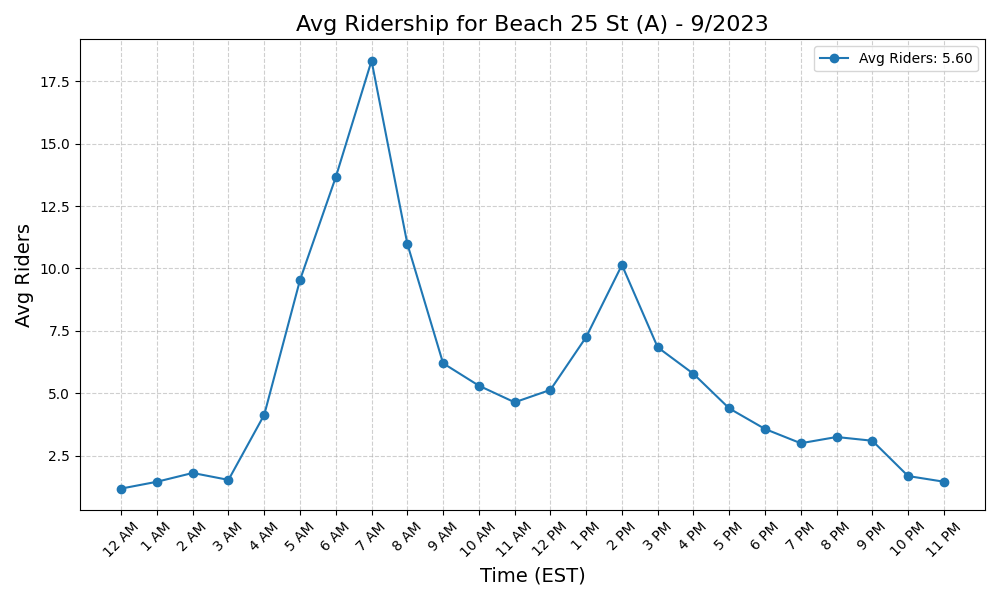 Avg Ridership for Beach 25 St (A) - 9/2023
Avg Riders: 5.60
Avg Riders
17.5
15.0
12.5
10.0
7.5
5.0
2.5
12 AM
1 AM
2 AM
3 AM
4 AM
5 AM
6 AM
7 AM
8 AM
9 AM
10 AM
11 AM
12 PM
1 PM
2 PM
3 PM
4 PM
5 PM
6 PM
7 PM
8 PM
9 PM
10 PM
11 PM
Time (EST)